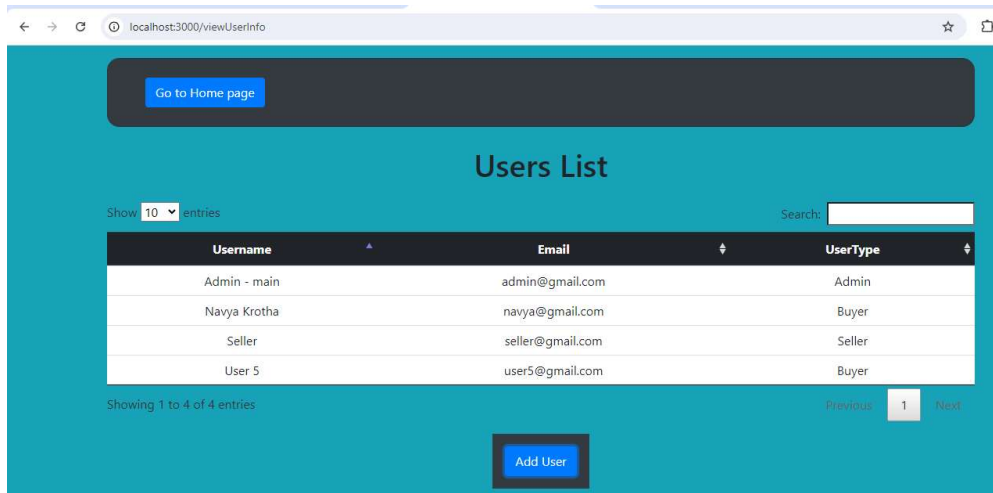 localhost:3000/viewUserInfo
Go to Home page
Users List
Show 10 entries Search:
Username Email UserType
Admin - main admin@gmail.com Admin
Navya Krotha navya@gmail.com Buyer
Seller seller@gmail.com Seller
User 5 user5@gmail.com Buyer
Showing 1 to 4 of 4 entries Previous 1 Next
Add User